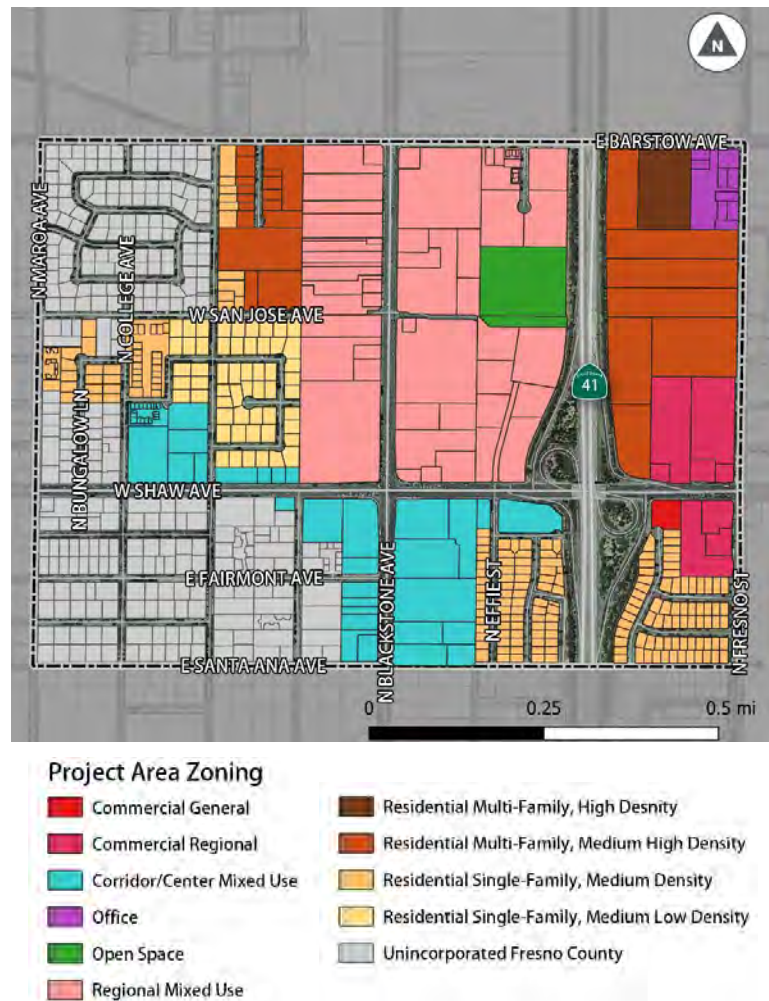 N
E BARSTOW AVE
N MAROA AVE
N COLLEGE AVE
W SAN JOSE AVE
41
N BUNGALOW LN
W SHAW AVE
E FAIRMONT AVE
N BLACKSTONE AVE
N EFFIE ST
N FRESNO ST
E SANTA ANA AVE
0 0.25 0.5 mi
Project Area Zoning
Commercial General
Commercial Regional
Corridor/Center Mixed Use
Office
Open Space
Regional Mixed Use
Residential Multi-Family, High Desnity
Residential Multi-Family, Medium High Density
Residential Single-Family, Medium Density
Residential Single-Family, Medium Low Density
Unincorporated Fresno County